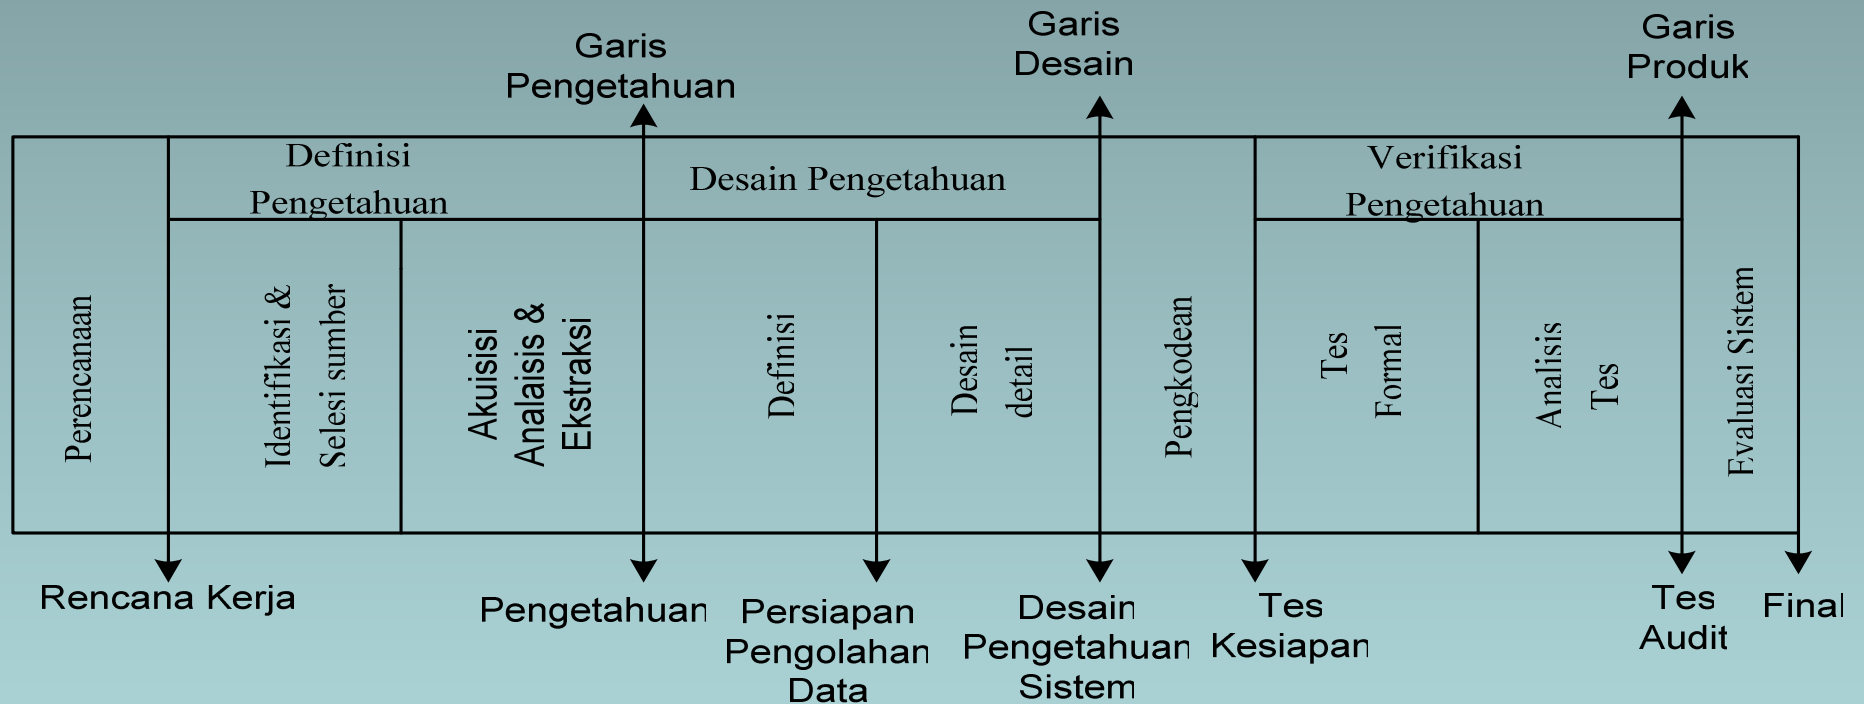 Garis
Pengetahuan
Garis
Desain
Garis
Produk
Definisi
Pengetahuan
Desain Pengetahuan
Verifikasi
Pengetahuan
Perencanaan
Identifikasi &
Selesi sumber
Akuisisi
Analaisis &
Ekstraksi
Definisi
Desain
detail
Pengkodean
Tes
Formal
Analisis
Tes
Evaluasi Sistem
Rencana Kerja
Pengetahuan
Persiapan
Pengolahan
Data
Desain
Pengetahuan
Sistem
Tes
Kesiapan
Tes
Audit
Final